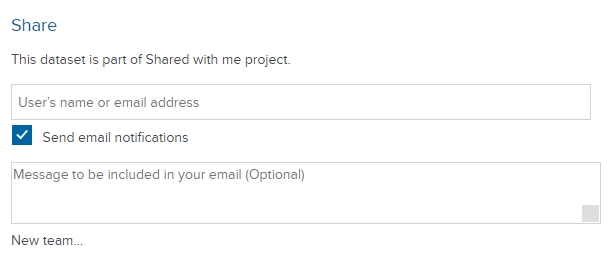 Share
This dataset is part of Shared with me project.
User's name or email address
Send email notifications
Message to be included in your email (Optional)
New team...